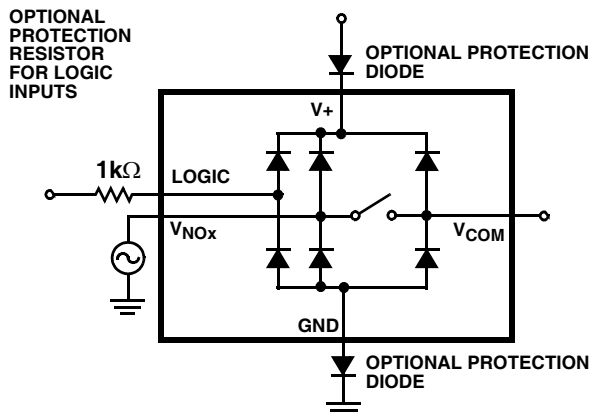 OPTIONAL
PROTECTION
RESISTOR
FOR LOGIC
INPUTS
OPTIONAL PROTECTION
DIODE
V+
1kΩ
LOGIC
VNOx
VCOM
GND
OPTIONAL PROTECTION
DIODE